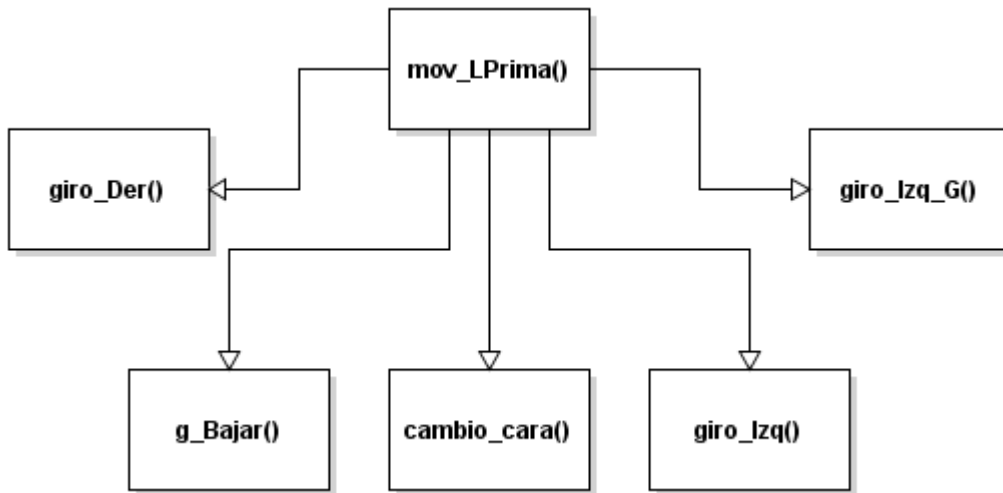 mov_LPrima()
giro_Der()
giro_Izq_G()
g_Bajar()
cambio_cara()
giro_Izq()